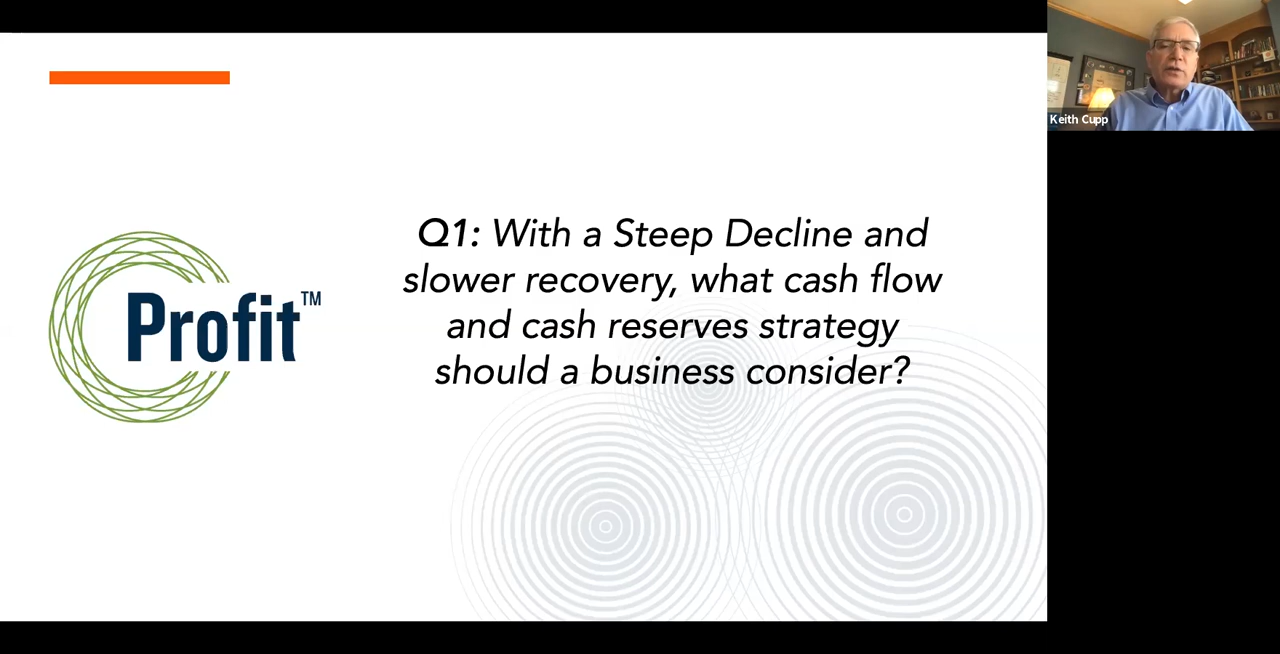 Keith Cupp
Q1: With a Steep Decline and
slower recovery, what cash flow
and cash reserves strategy
should a business consider?
Profit™